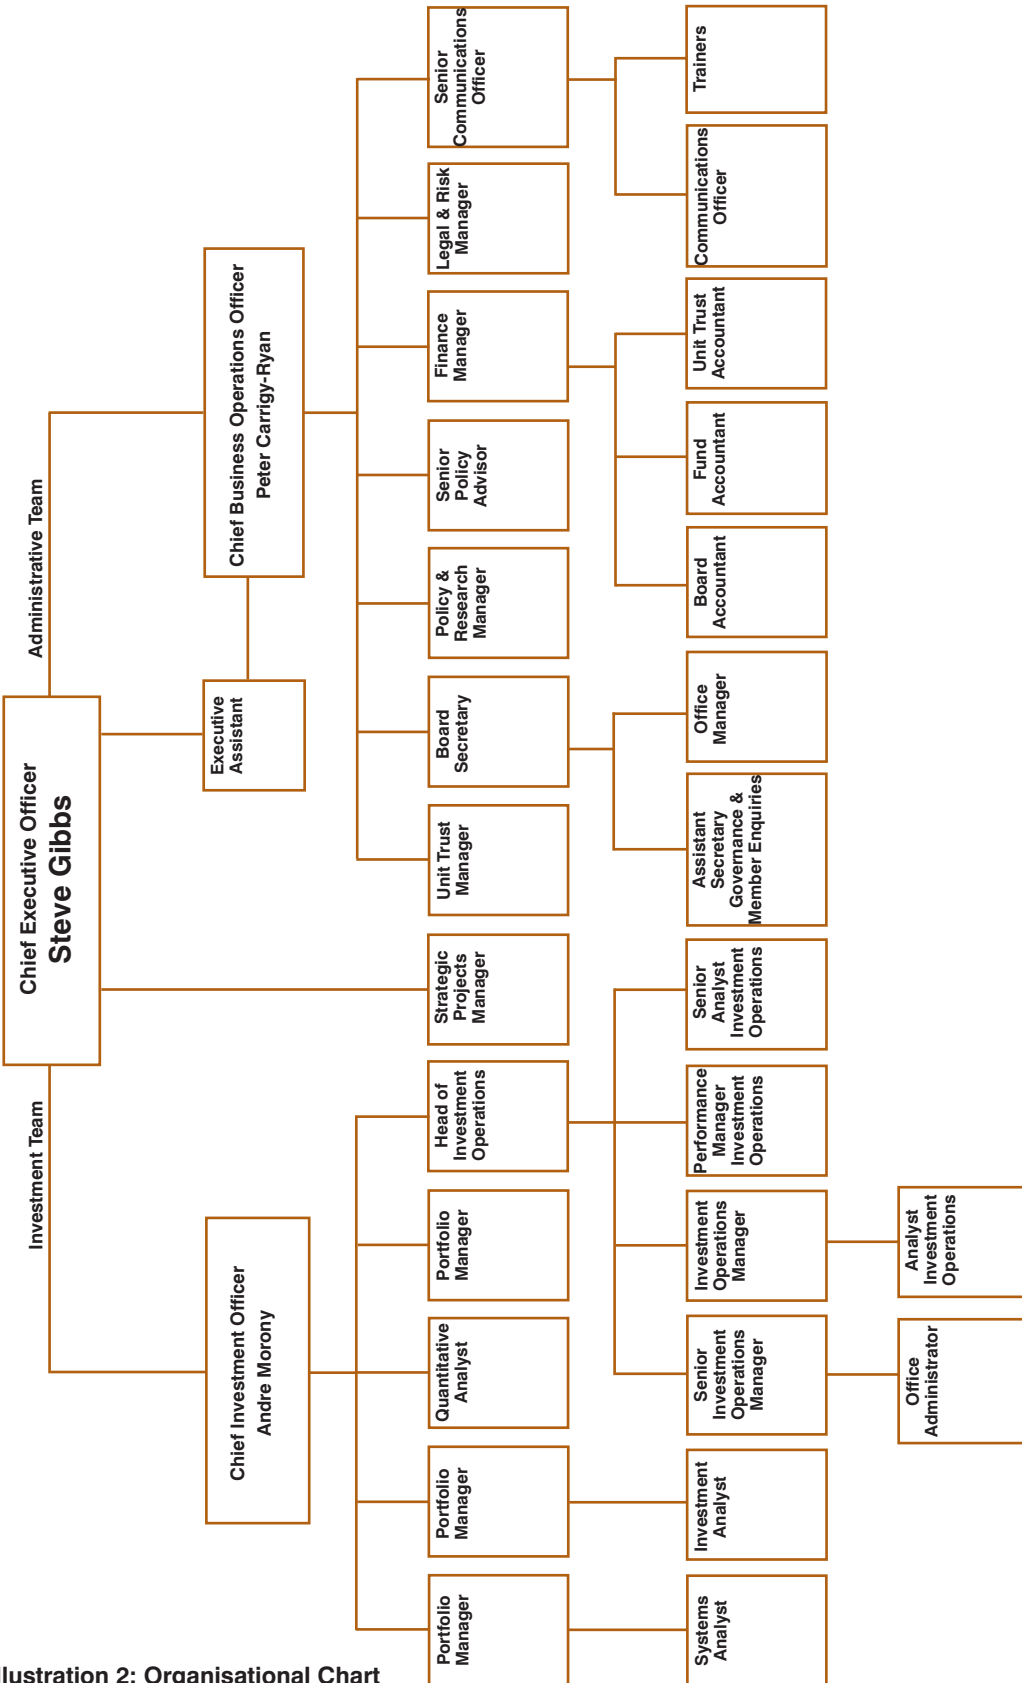 Chief Executive Officer
Steve Gibbs
Investment Team
Administrative Team
Chief Investment Officer
Andre Morony
Executive
Assistant
Chief Business Operations Officer
Peter Carrigy-Ryan
Portfolio
Manager
Portfolio
Manager
Quantitative
Analyst
Portfolio
Manager
Head of
Investment
Operations
Strategic
Projects
Manager
Unit Trust
Manager
Board
Secretary
Policy &
Research
Manager
Senior
Policy
Advisor
Finance
Manager
Legal & Risk
Manager
Senior
Communications
Officer
Systems
Analyst
Investment
Analyst
Senior
Investment
Operations
Manager
Investment
Operations
Manager
Performance
Manager
Investment
Operations
Senior
Analyst
Investment
Operations
Assistant
Secretary
Governance &
Member Enquiries
Office
Manager
Board
Accountant
Fund
Accountant
Unit Trust
Accountant
Communications
Officer
Trainers
Office
Administrator
Analyst
Investment
Operations
llustration 2: Organisational Chart